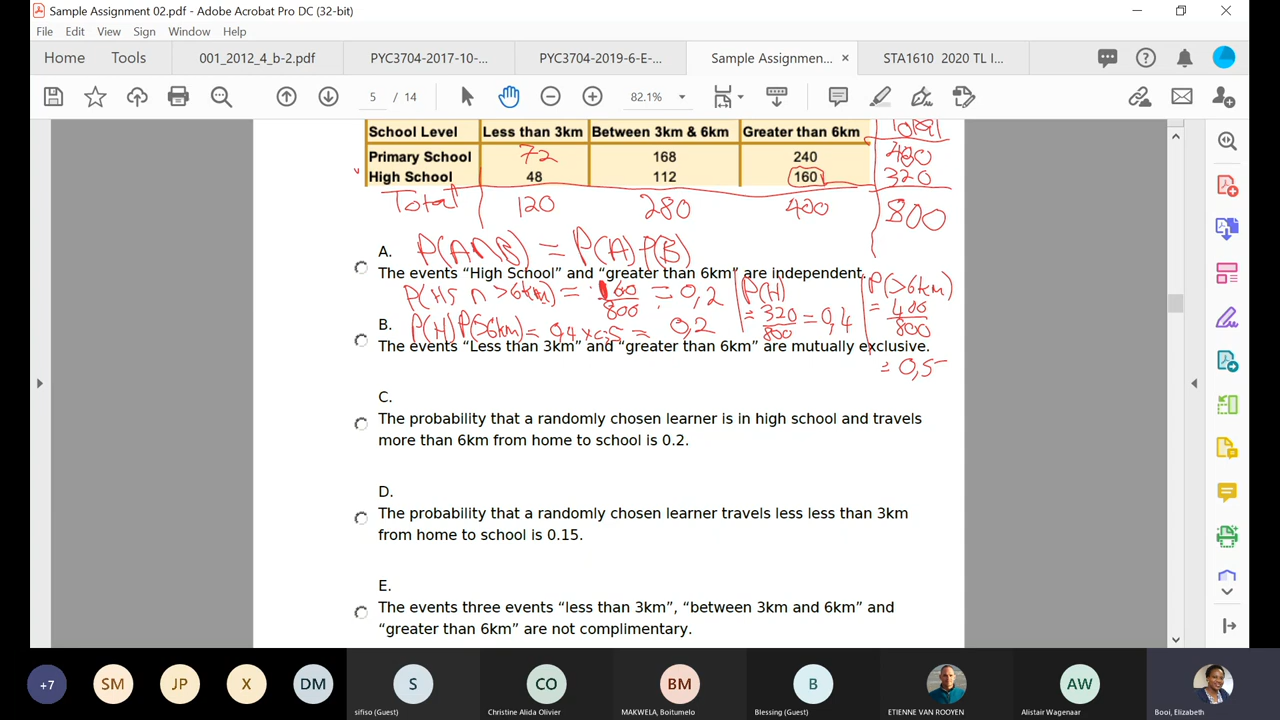 Sample Assignment 02.pdf - Adobe Acrobat Pro DC (32-bit)
File Edit View Sign Window Help
Home Tools 001_2012_4_b-2.pdf PYC3704-2017-10-... PYC3704-2019-6-E-... Sample Assignmen... × STA1610 2020 TL I...
5 / 14 82.1%
School Level Less than 3km Between 3km & 6km Greater than 6km Total
Primary School 72 168 240 480
High School 48 112 160 320
Total 120 280 400 800
A. P(A∩B) = P(A) P(B)
The events “High School” and “greater than 6km” are independent.
P(HS ∩ >6km) = 160/800 = 0,2 P(H) = 320/800 = 0,4 P(>6km) = 400/800 = 0,5
B. P(H) P(>6km) = 0,4 x 0,5 = 0,2
The events “Less than 3km” and “greater than 6km” are mutually exclusive.
C.
The probability that a randomly chosen learner is in high school and travels
more than 6km from home to school is 0.2.
D.
The probability that a randomly chosen learner travels less less than 3km
from home to school is 0.15.
E.
The events three events “less than 3km”, “between 3km and 6km” and
“greater than 6km” are not complimentary.
+7 SM JP X DM S CO BM B AW
sifiso (Guest) Christine Alida Olivier MAKWELA, Boitumelo Blessing (Guest) ETIENNE VAN ROOYEN Alistair Wagenaar Booi, Elizabeth